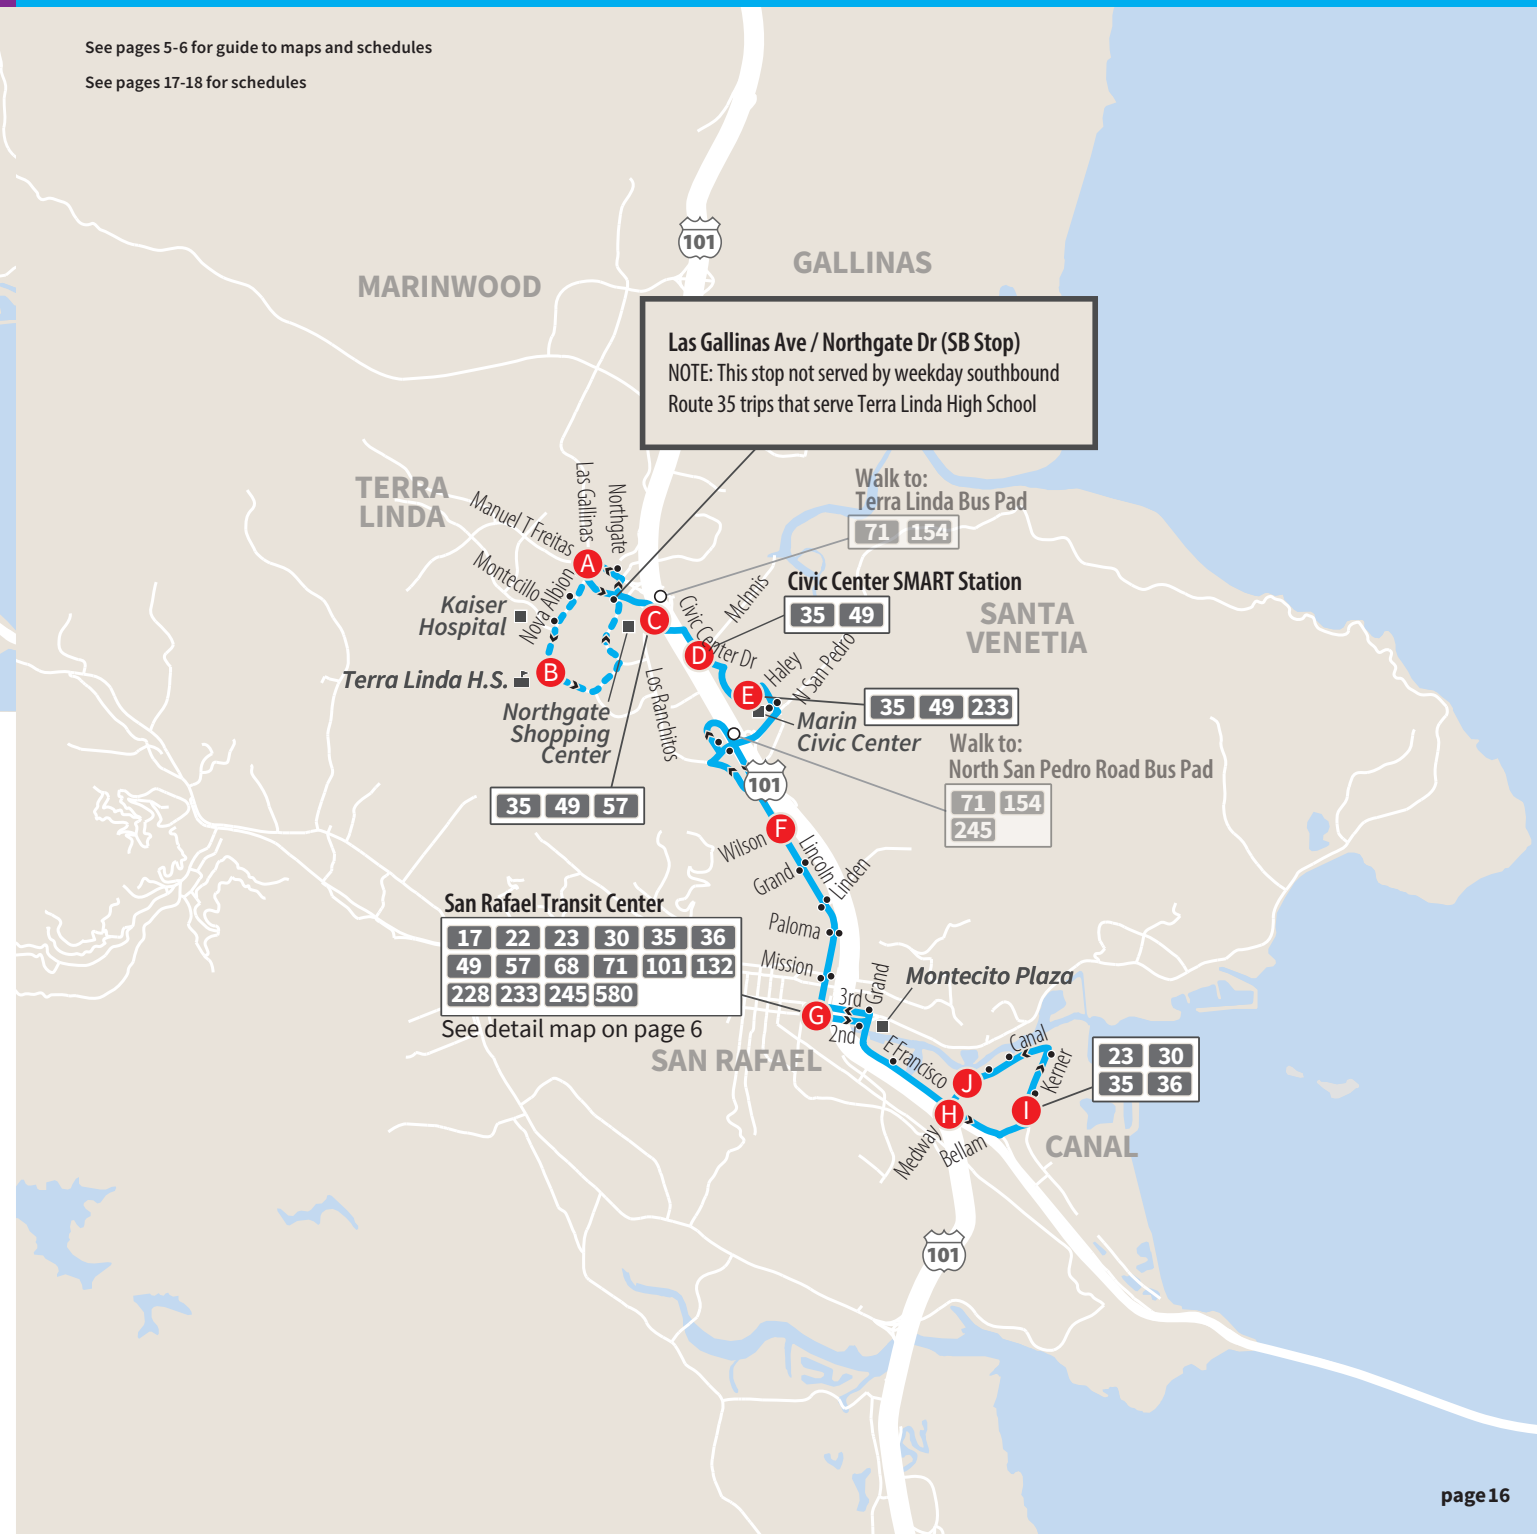 See pages 5-6 for guide to maps and schedules
See pages 17-18 for schedules
101
GALLINAS
MARINWOOD
Las Gallinas Ave / Northgate Dr (SB Stop)
NOTE: This stop not served by weekday southbound
Route 35 trips that serve Terra Linda High School
TERRA
LINDA
Manuel T Freitas
Las Gallinas
Northgate
Walk to:
Terra Linda Bus Pad
71 154
A
Montecillo
Nova Albion
Kaiser
Hospital
Terra Linda H.S.
B
C
Civic Center Dr
McInnis
Civic Center SMART Station
35 49
D
SANTA
VENETIA
Haley
N San Pedro
E
35 49 233
Marin
Civic Center
Northgate
Shopping
Center
Los Ranchitos
35 49 57
Walk to:
North San Pedro Road Bus Pad
71 154
245
101
F
Wilson
Lincoln
Grand
Linden
Paloma
Mission
San Rafael Transit Center
17 22 23 30 35 36
49 57 68 71 101 132
228 233 245 580
See detail map on page 6
G
3rd
Grand
2nd
Montecito Plaza
SAN RAFAEL
E Francisco
Canal
Kerner
J
H
I
23 30
35 36
Medway
Bellam
CANAL
101
page 16